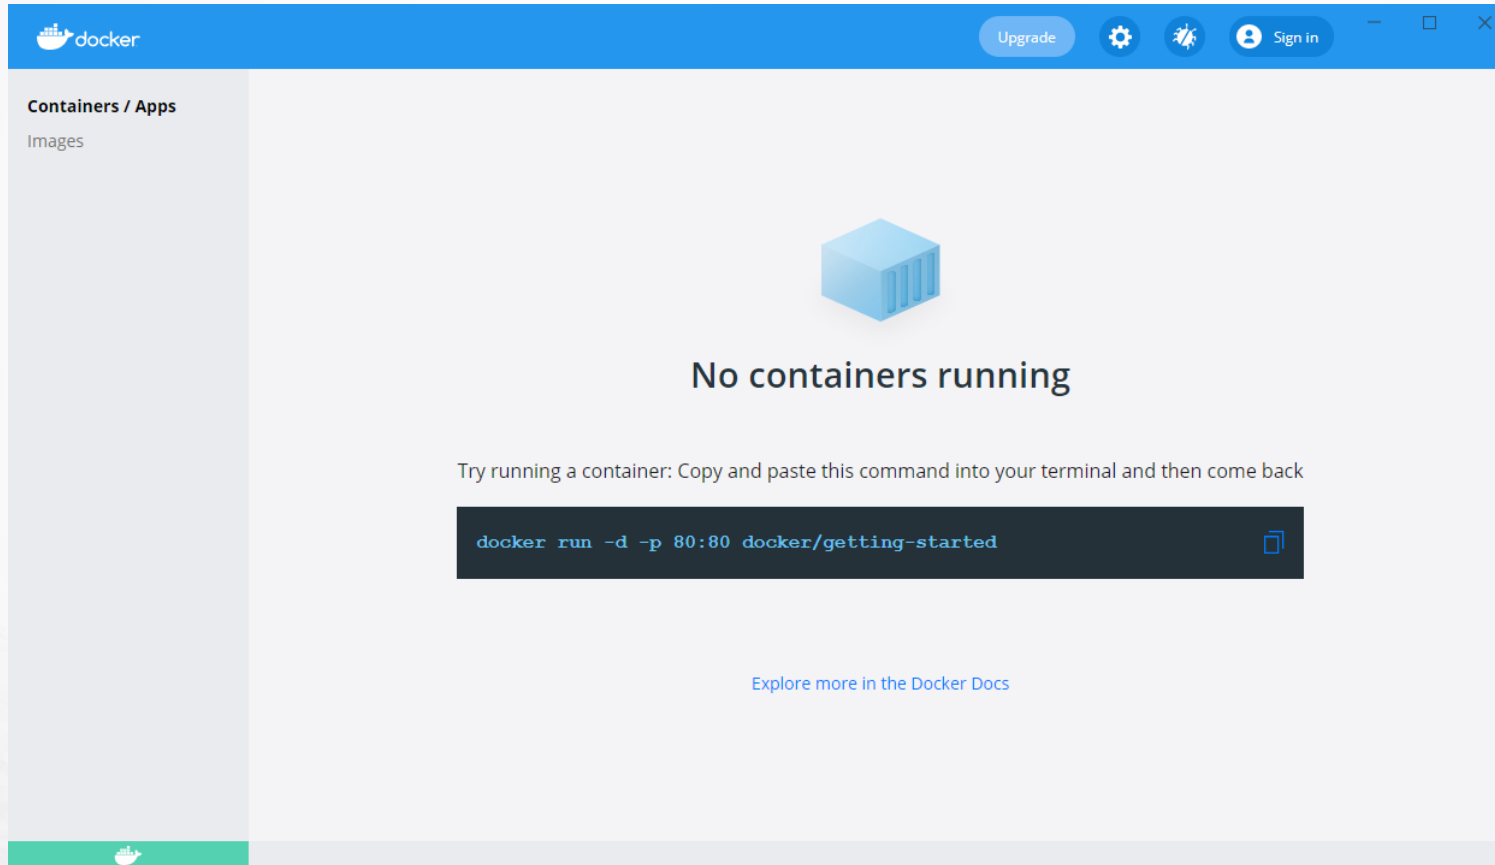 docker
Upgrade
Sign in
Containers / Apps
Images
No containers running
Try running a container: Copy and paste this command into your terminal and then come back
docker run -d -p 80:80 docker/getting-started
Explore more in the Docker Docs